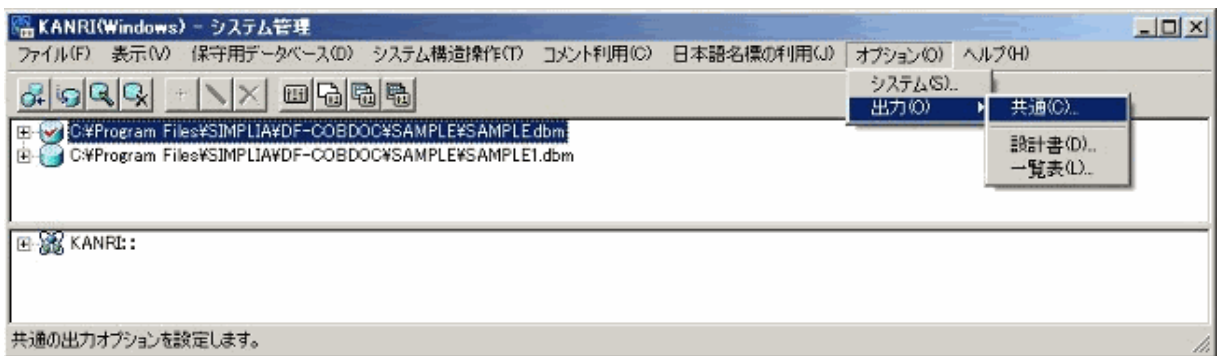 KANRI(Windows) - システム管理
ファイル(F) 表示(V) 保守用データベース(D) システム構造操作(T) コメント利用(C) 日本語名標の利用(J) オプション(O) ヘルプ(H)
システム(S)...
出力(O)
共通(C)...
設計書(D)...
一覧表(L)...
C:¥Program Files¥SIMPLIA¥DF-COBDOC¥SAMPLE¥SAMPLE.dbm
C:¥Program Files¥SIMPLIA¥DF-COBDOC¥SAMPLE¥SAMPLE1.dbm
KANRI::
共通の出力オプションを設定します。